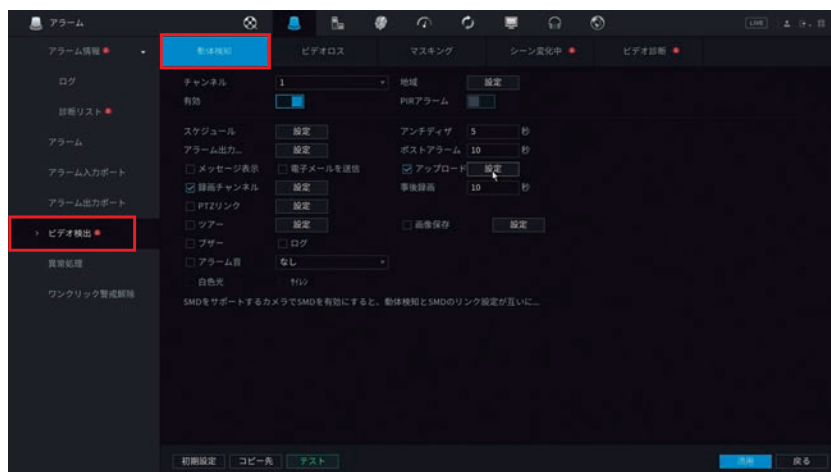 アラーム
LIVE
アラーム情報
動体検知 ビデオロス マスキング シーン変化中 ビデオ診断
ログ
診断リスト
アラーム
アラーム入力ポート
アラーム出力ポート
ビデオ検出
異常処理
ワンクリック警戒解除
チャンネル 1 地域 設定
有効 PIRアラーム
スケジュール 設定 アンチディザ 5 秒
アラーム出力... 設定 ポストアラーム 10 秒
メッセージ表示 電子メールを送信 アップロード 設定
録画チャンネル 設定 事後録画 10 秒
PTZリンク 設定
ツアー 設定 画像保存 設定
ブザー ログ
アラーム音 なし
白色光 サイレン
SMDをサポートするカメラでSMDを有効にすると、動体検知とSMDのリンク設定が互いに...
初期設定 コピー先 テスト 適用 戻る